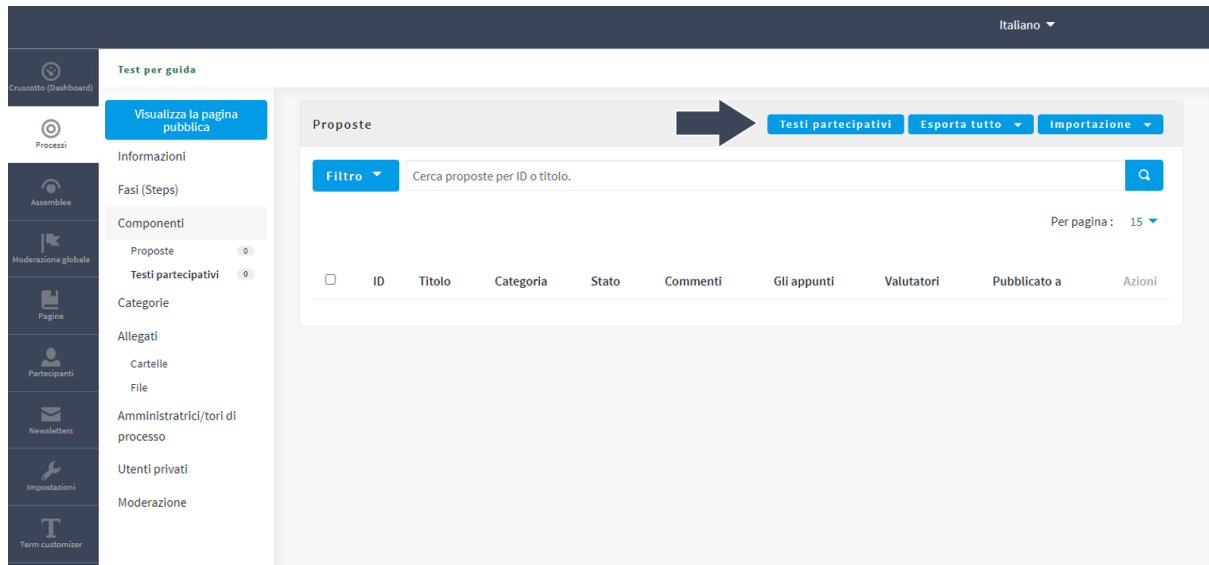 Italiano
Cruscotto (Dashboard)
Processi
Assemblee
Moderazione globale
Pagine
Partecipanti
Newsletters
Impostazioni
Term customizer
Test per guida
Visualizza la pagina
pubblica
Informazioni
Fasi (Steps)
Componenti
Proposte 0
Testi partecipativi 0
Categorie
Allegati
Cartelle
File
Amministratrici/tori di
processo
Utenti privati
Moderazione
Proposte Testi partecipativi Esporta tutto Importazione
Filtro Cerca proposte per ID o titolo.
Per pagina : 15
ID Titolo Categoria Stato Commenti Gli appunti Valutatori Pubblicato a Azioni